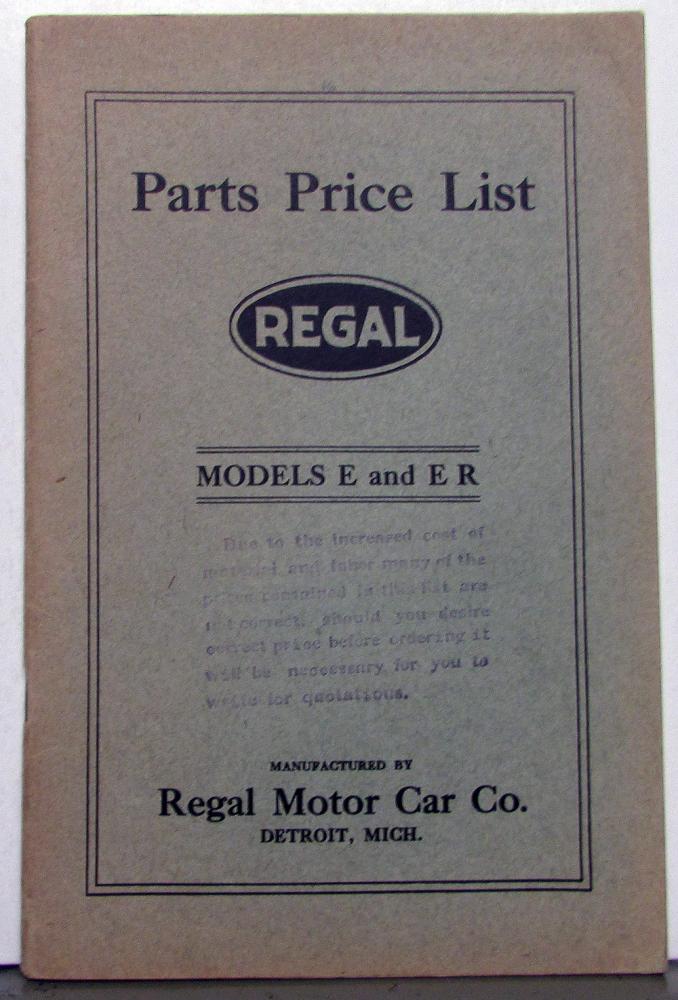 Parts Price List
REGAL
MODELS E and E R
Due to the increased cost of
material and labor many of the
prices contained in this list are
not correct. should you desire
correct price before ordering it
will be neccessary for you to
write for quotations.
MANUFACTURED BY
Regal Motor Car Co.
DETROIT, MICH.